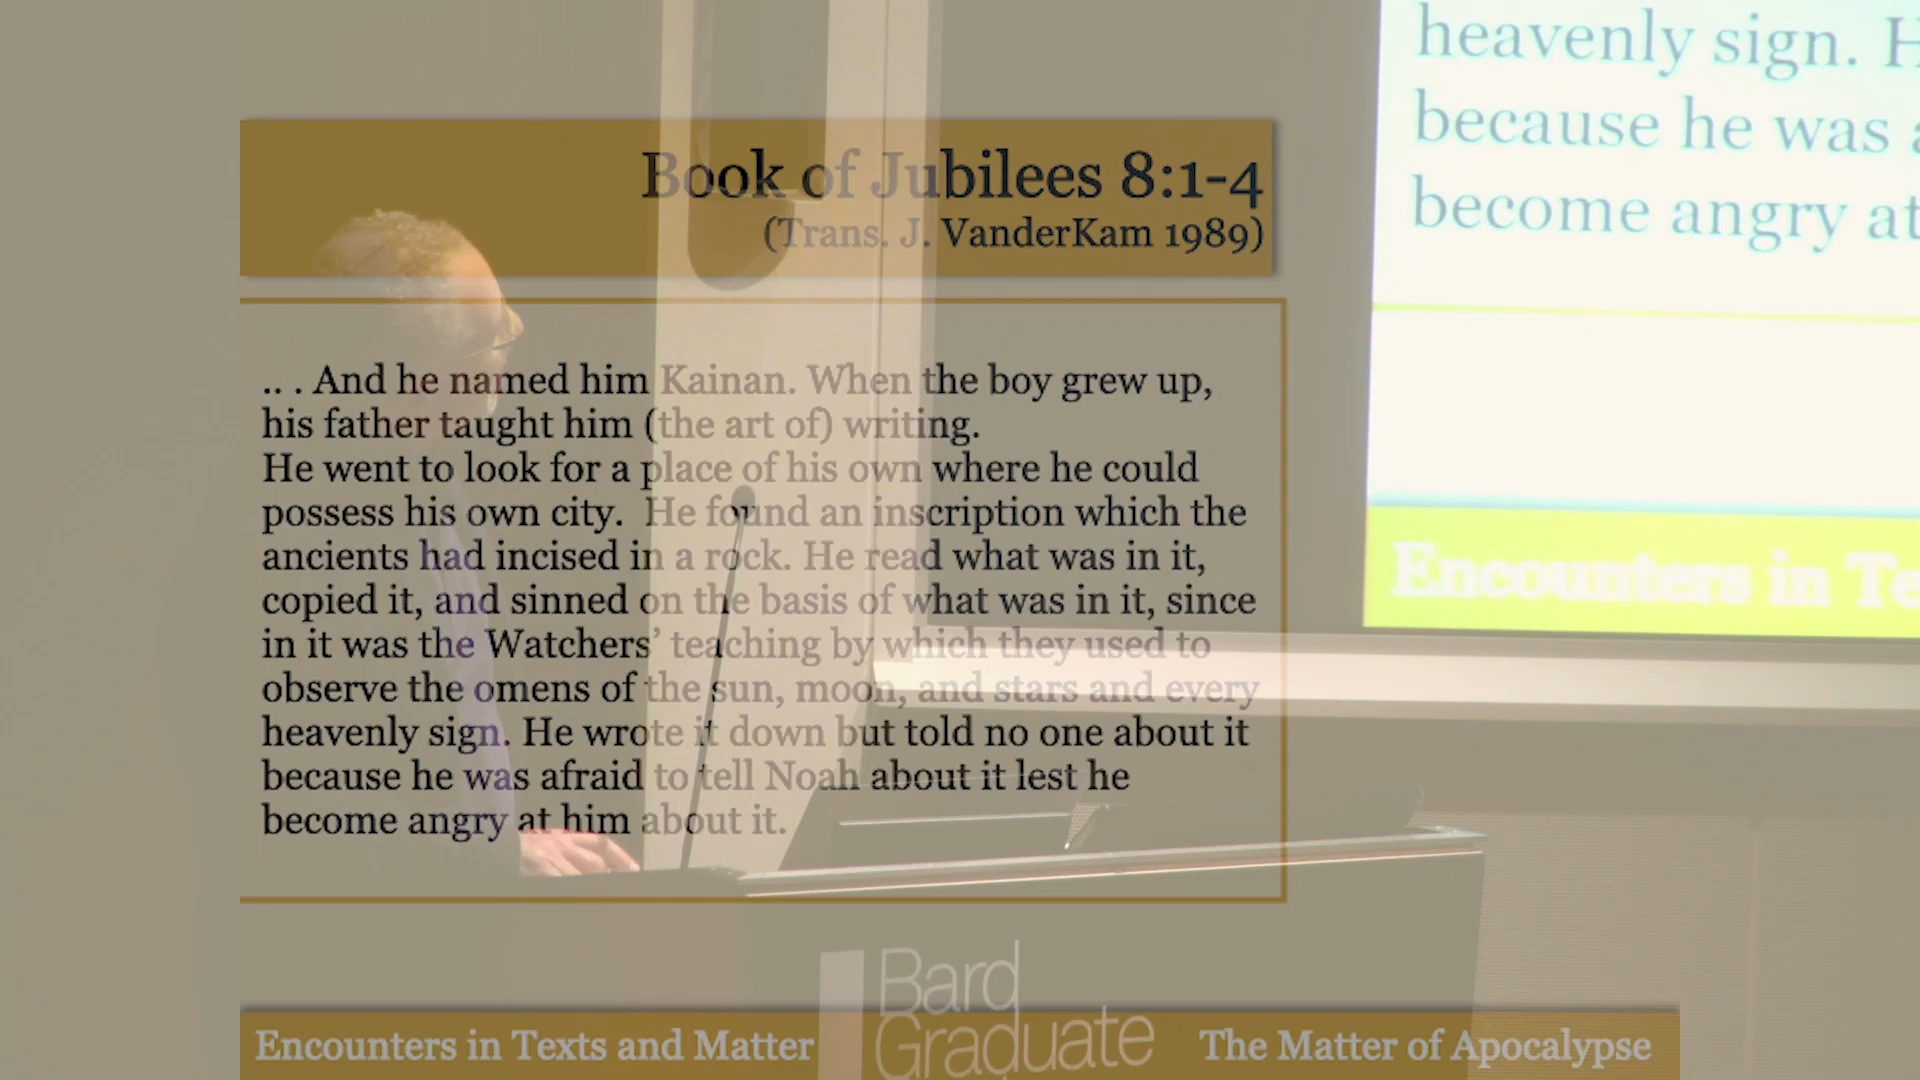 Book of Jubilees 8:1-4
(Trans. J. VanderKam 1989)
.. . And he named him Kainan. When the boy grew up,
his father taught him (the art of) writing.
He went to look for a place of his own where he could
possess his own city.  He found an inscription which the
ancients had incised in a rock. He read what was in it,
copied it, and sinned on the basis of what was in it, since
in it was the Watchers’ teaching by which they used to
observe the omens of the sun, moon, and stars and every
heavenly sign. He wrote it down but told no one about it
because he was afraid to tell Noah about it lest he
become angry at him about it.
Encounters in Texts and Matter
The Matter of Apocalypse
heavenly sign. H
because he was a
become angry at
Encounters in Te
Bard
Graduate